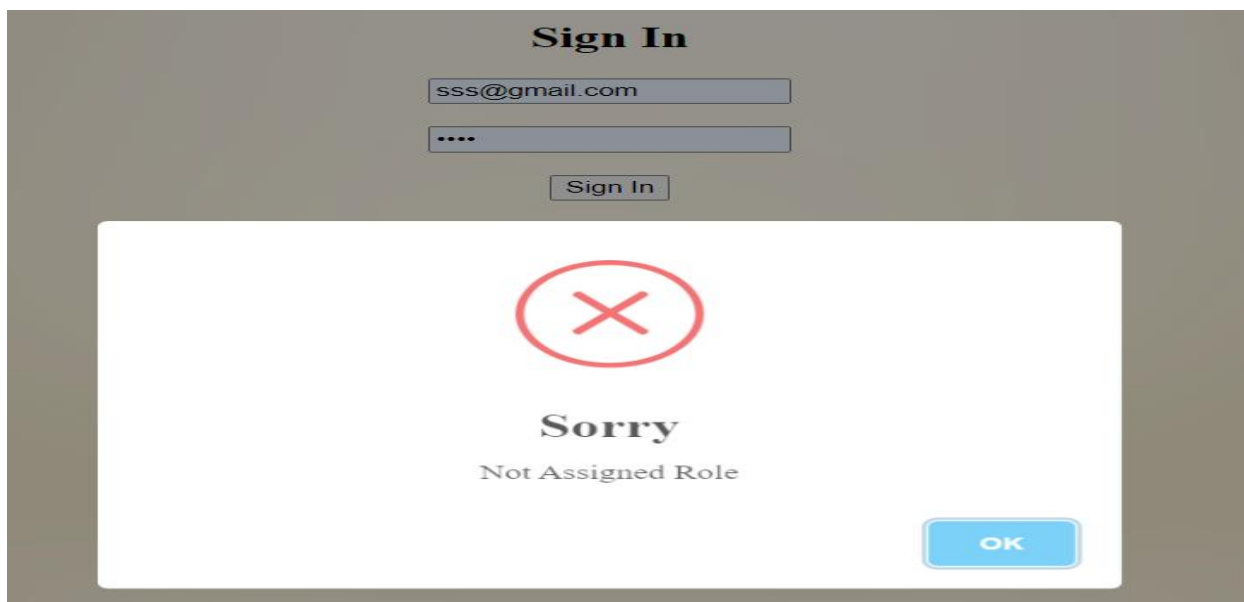 Sign In
sss@gmail.com
••••
Sign In
Sorry
Not Assigned Role
OK